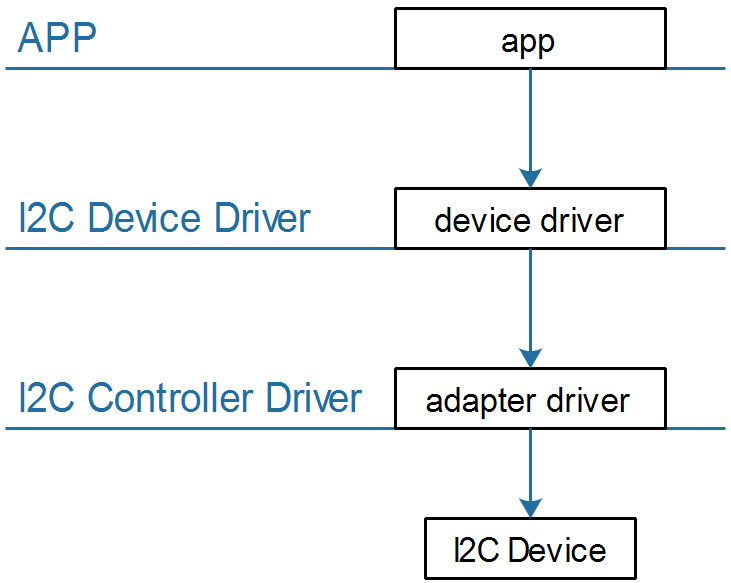 APP
app
I2C Device Driver
device driver
I2C Controller Driver
adapter driver
I2C Device